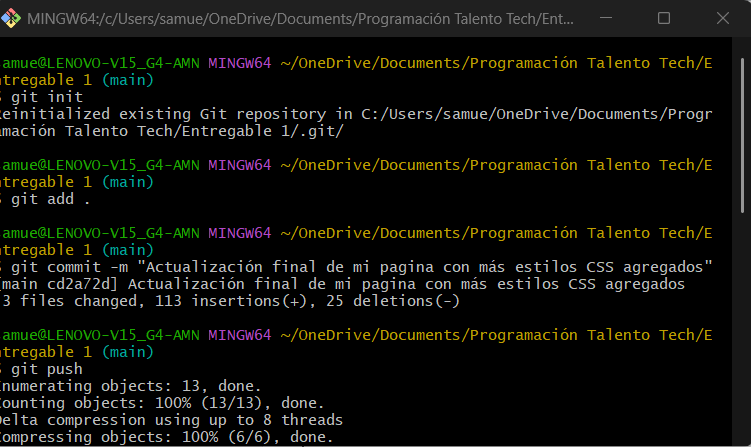 MINGW64:/c/Users/samue/OneDrive/Documents/Programación Talento Tech/Ent...
amue@LENOVO-V15_G4-AMN MINGW64 ~/OneDrive/Documents/Programación Talento Tech/E
ntregable 1 (main)
$ git init
Reinitialized existing Git repository in C:/Users/samue/OneDrive/Documents/Progr
amación Talento Tech/Entregable 1/.git/
amue@LENOVO-V15_G4-AMN MINGW64 ~/OneDrive/Documents/Programación Talento Tech/E
ntregable 1 (main)
$ git add .
amue@LENOVO-V15_G4-AMN MINGW64 ~/OneDrive/Documents/Programación Talento Tech/E
ntregable 1 (main)
$ git commit -m "Actualización final de mi pagina con más estilos CSS agregados"
[main cd2a72d] Actualización final de mi pagina con más estilos CSS agregados
3 files changed, 113 insertions(+), 25 deletions(-)
amue@LENOVO-V15_G4-AMN MINGW64 ~/OneDrive/Documents/Programación Talento Tech/E
ntregable 1 (main)
$ git push
Enumerating objects: 13, done.
Counting objects: 100% (13/13), done.
Delta compression using up to 8 threads
Compressing objects: 100% (6/6), done.